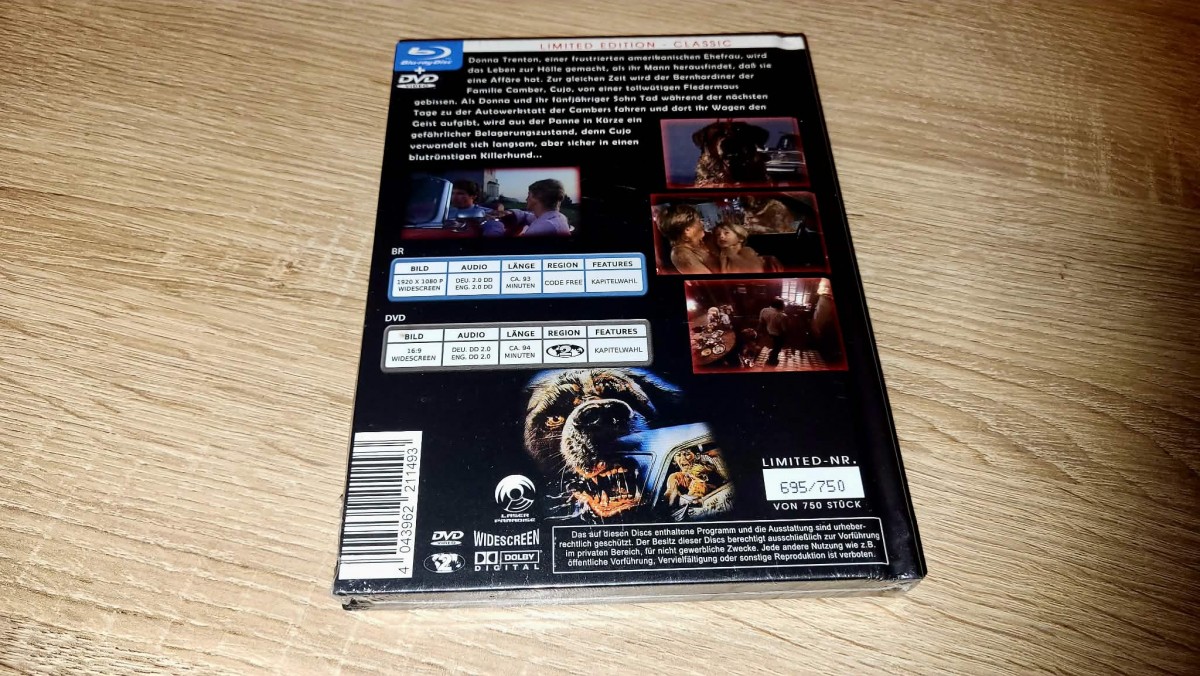 LIMITED EDITION - CLASSIC
Blu-ray Disc
+
DVD
VIDEO
Donna Trenton, einer frustrierten amerikanischen Ehefrau, wird
das Leben zur Hölle gemacht, als ihr Mann herausfindet, daß sie
eine Affäre hat. Zur gleichen Zeit wird der Bernhardiner der
Familie Camber, Cujo, von einer tollwütigen Fledermaus
gebissen. Als Donna und ihr fünfjähriger Sohn Tad während der nächsten
Tage zu der Autowerkstatt der Cambers fahren und dort ihr Wagen den
Geist aufgibt, wird aus der Panne in Kürze ein
gefährlicher Belagerungszustand, denn Cujo
verwandelt sich langsam, aber sicher in einen
blutrünstigen Killerhund...
BR
BILD AUDIO LÄNGE REGION FEATURES
1920 X 1080 P DEU. 2.0 DD CA. 93 CODE FREE KAPITELWAHL
WIDESCREEN ENG. 2.0 DD MINUTEN
DVD
BILD AUDIO LÄNGE REGION FEATURES
16:9 DEU. DD 2.0 CA. 94 2 KAPITELWAHL
WIDESCREEN ENG. DD 2.0 MINUTEN
LIMITED-NR.
695/750
VON 750 STÜCK
4 043962 211493
LASER
PARADISE
DVD
VIDEO
2
WIDESCREEN
DOLBY
DIGITAL
Das auf diesen Discs enthaltene Programm und die Ausstattung sind urheber-
rechtlich geschützt. Der Besitz dieser Discs berechtigt ausschließlich zur Vorführung
im privaten Bereich, für nicht gewerbliche Zwecke. Jede andere Nutzung wie z.B.
öffentliche Vorführung, Vervielfältigung oder sonstige Reproduktion ist verboten.